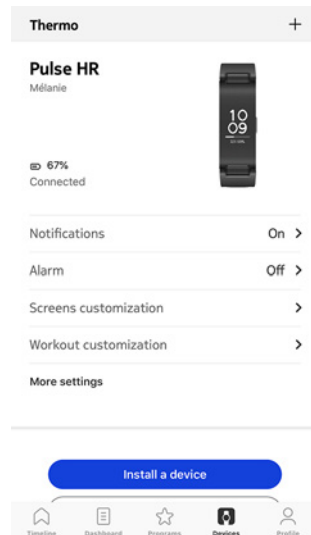 Thermo +
Pulse HR
Mélanie
10
09
67%
Connected
Notifications On
Alarm Off
Screens customization
Workout customization
More settings
Install a device
Timeline Dashboard Programs Devices Profile